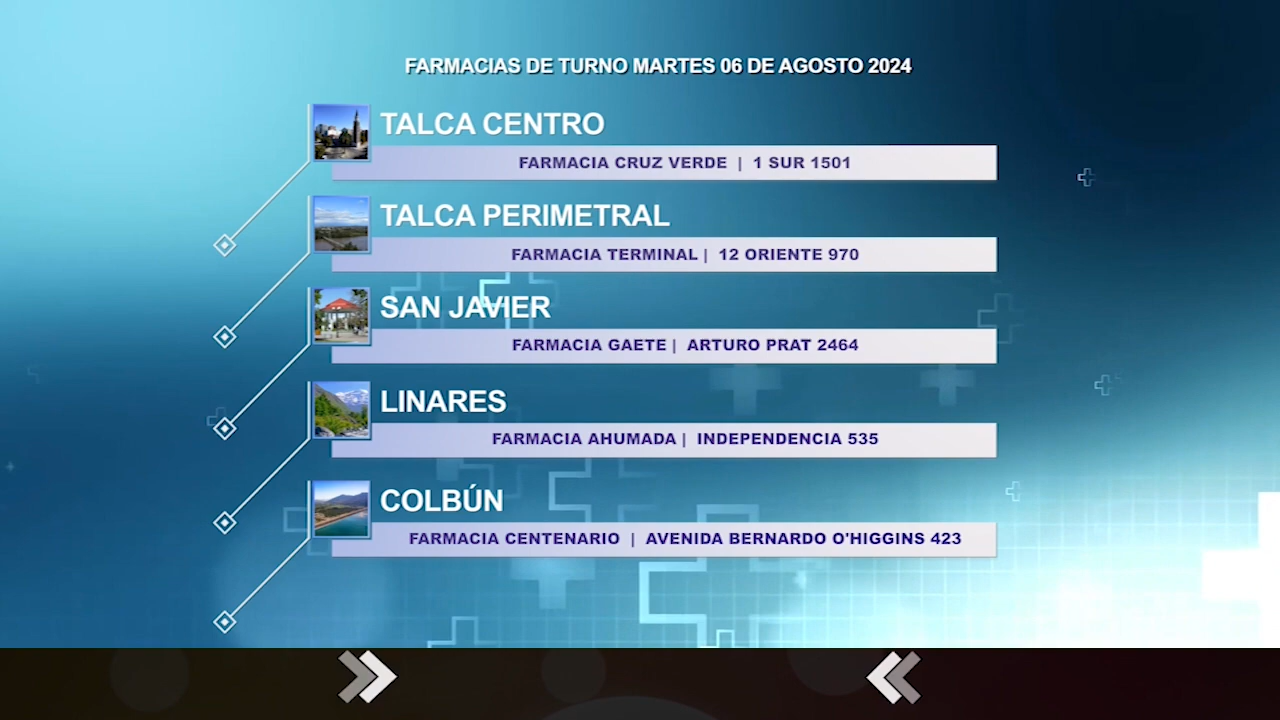 FARMACIAS DE TURNO MARTES 06 DE AGOSTO 2024
TALCA CENTRO
FARMACIA CRUZ VERDE | 1 SUR 1501
TALCA PERIMETRAL
FARMACIA TERMINAL | 12 ORIENTE 970
SAN JAVIER
FARMACIA GAETE | ARTURO PRAT 2464
LINARES
FARMACIA AHUMADA | INDEPENDENCIA 535
COLBÚN
FARMACIA CENTENARIO | AVENIDA BERNARDO O'HIGGINS 423